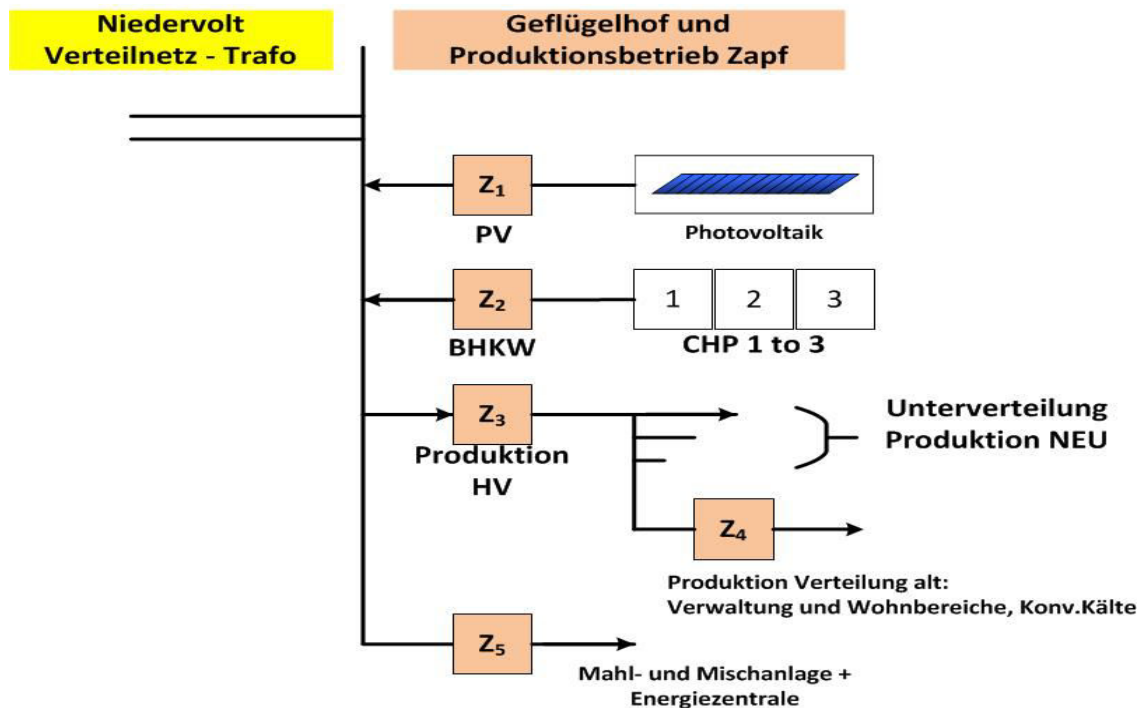 Niedervolt
Verteilnetz - Trafo
Geflügelhof und
Produktionsbetrieb Zapf
Z₁
PV
Photovoltaik
Z₂
BHKW
1 2 3
CHP 1 to 3
Z₃
Produktion
HV
Unterverteilung
Produktion NEU
Z₄
Produktion Verteilung alt:
Verwaltung und Wohnbereiche, Konv.Kälte
Z₅
Mahl- und Mischanlage +
Energiezentrale